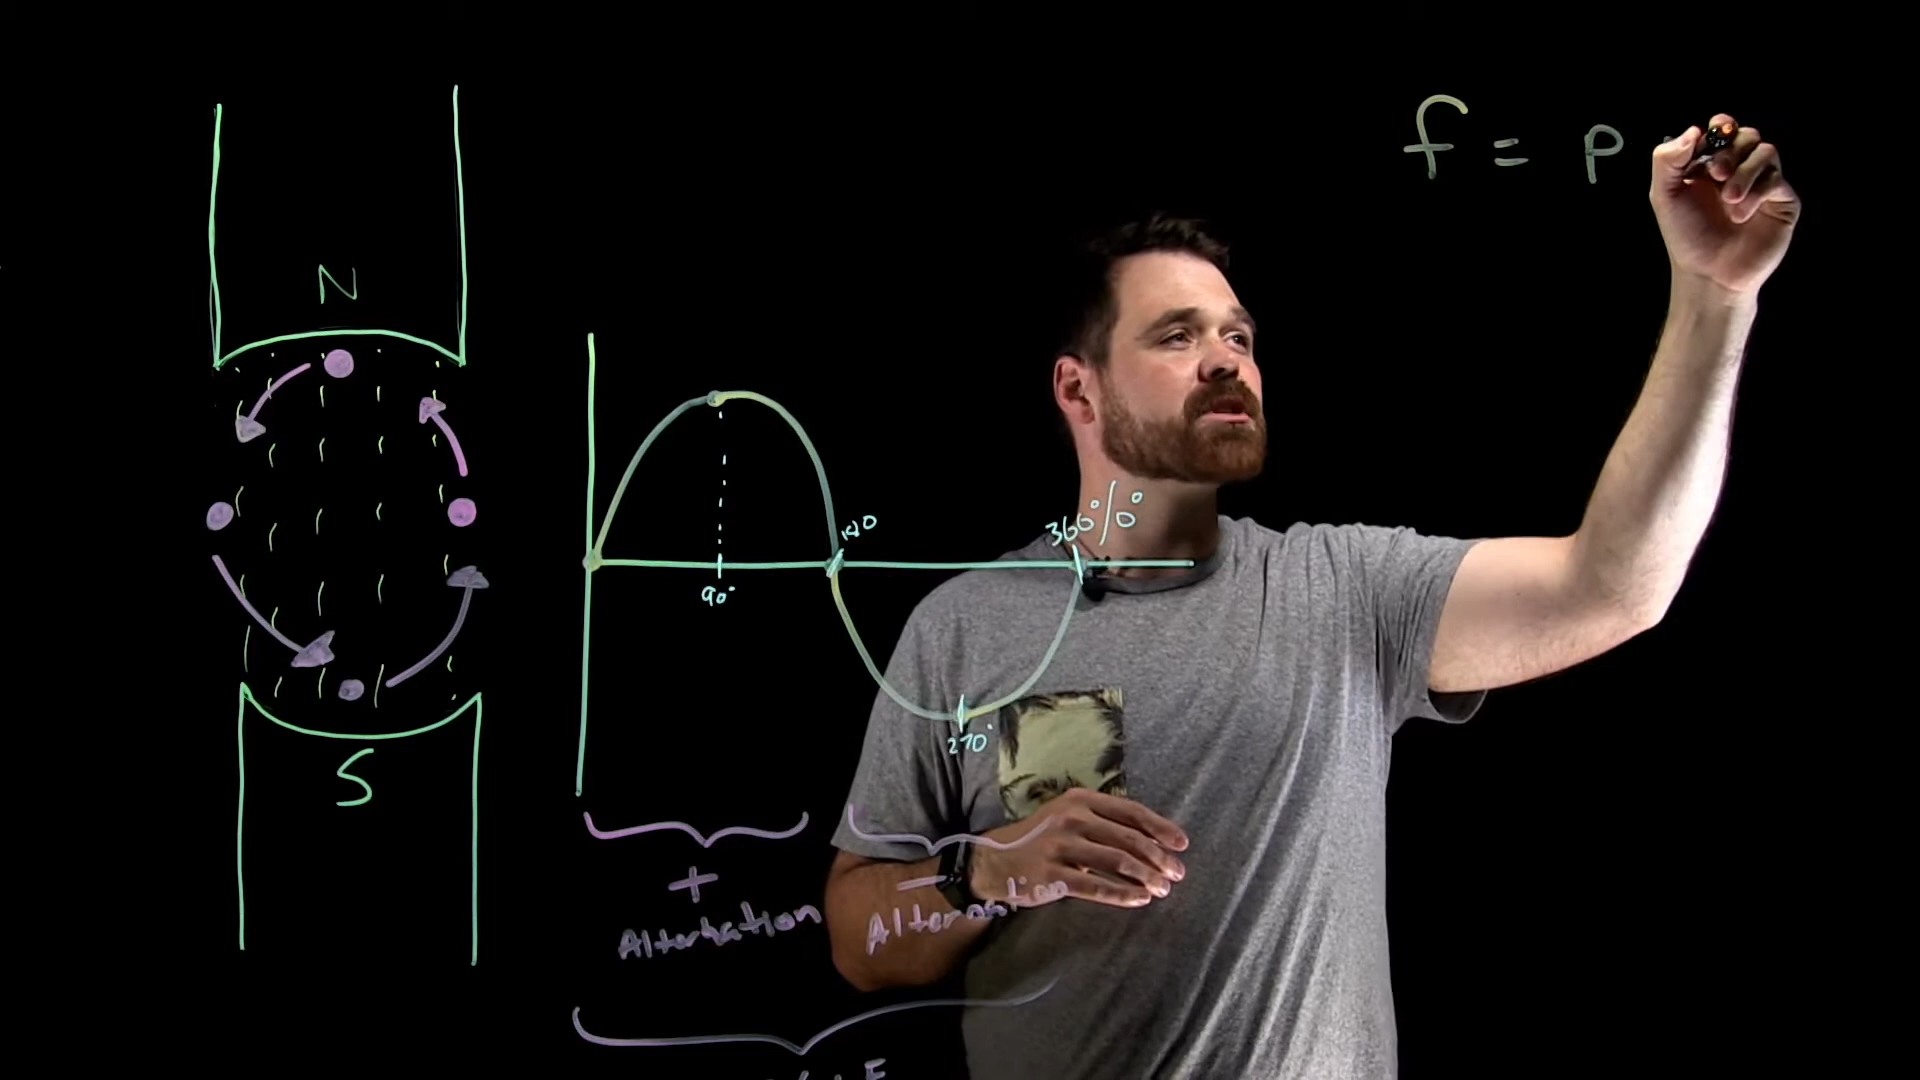 f = P
N
180
360°/0°
90°
270°
S
+
−
Alternation
Alternation